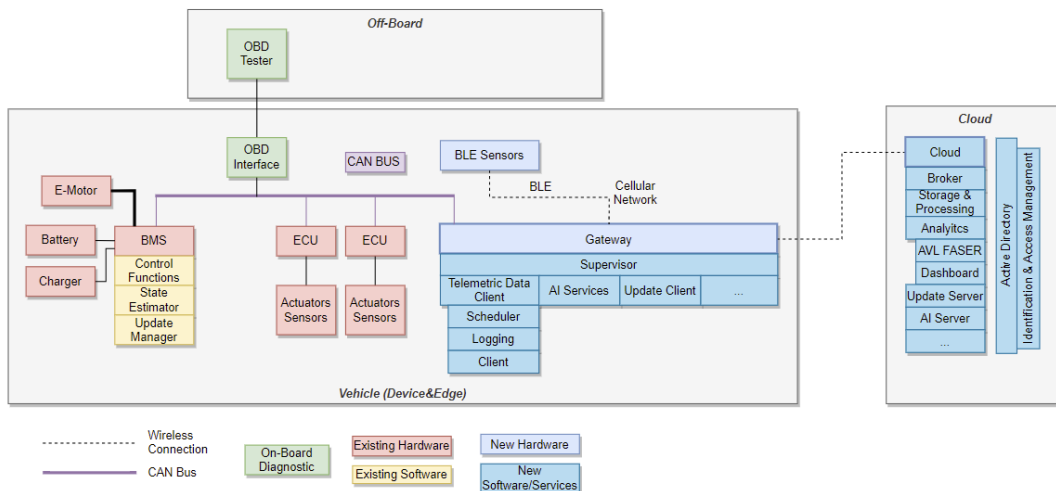 Off-Board
OBD
Tester
OBD
Interface
CAN BUS
BLE Sensors
BLE
Cellular
Network
E-Motor
Battery
Charger
BMS
Control
Functions
State
Estimator
Update
Manager
ECU
Actuators
Sensors
ECU
Actuators
Sensors
Gateway
Supervisor
Telemetric Data
Client
AI Services
Update Client
...
Scheduler
Logging
Client
Vehicle (Device&Edge)
Cloud
Cloud
Broker
Storage &
Processing
Analyitcs
AVL FASER
Dashboard
Update Server
AI Server
...
Active Directory
Identification & Access Management
Wireless
Connection
CAN Bus
On-Board
Diagnostic
Existing Hardware
Existing Software
New Hardware
New
Software/Services